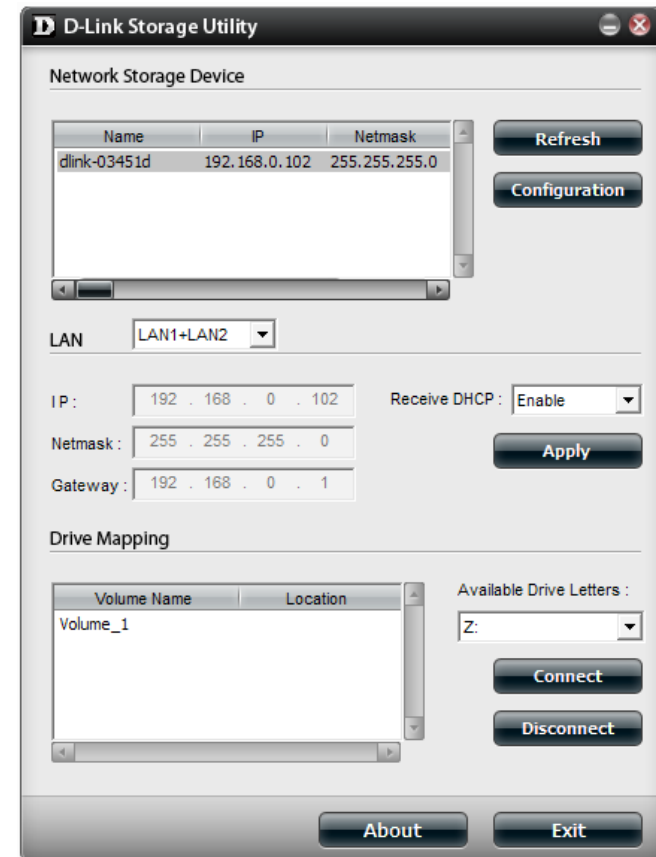 D D-Link Storage Utility
Network Storage Device
Name IP Netmask
dlink-03451d 192.168.0.102 255.255.255.0
Refresh
Configuration
LAN LAN1+LAN2
IP: 192 . 168 . 0 . 102 Receive DHCP : Enable
Netmask : 255 . 255 . 255 . 0
Apply
Gateway : 192 . 168 . 0 . 1
Drive Mapping
Volume Name Location
Volume_1
Available Drive Letters :
Z:
Connect
Disconnect
About Exit